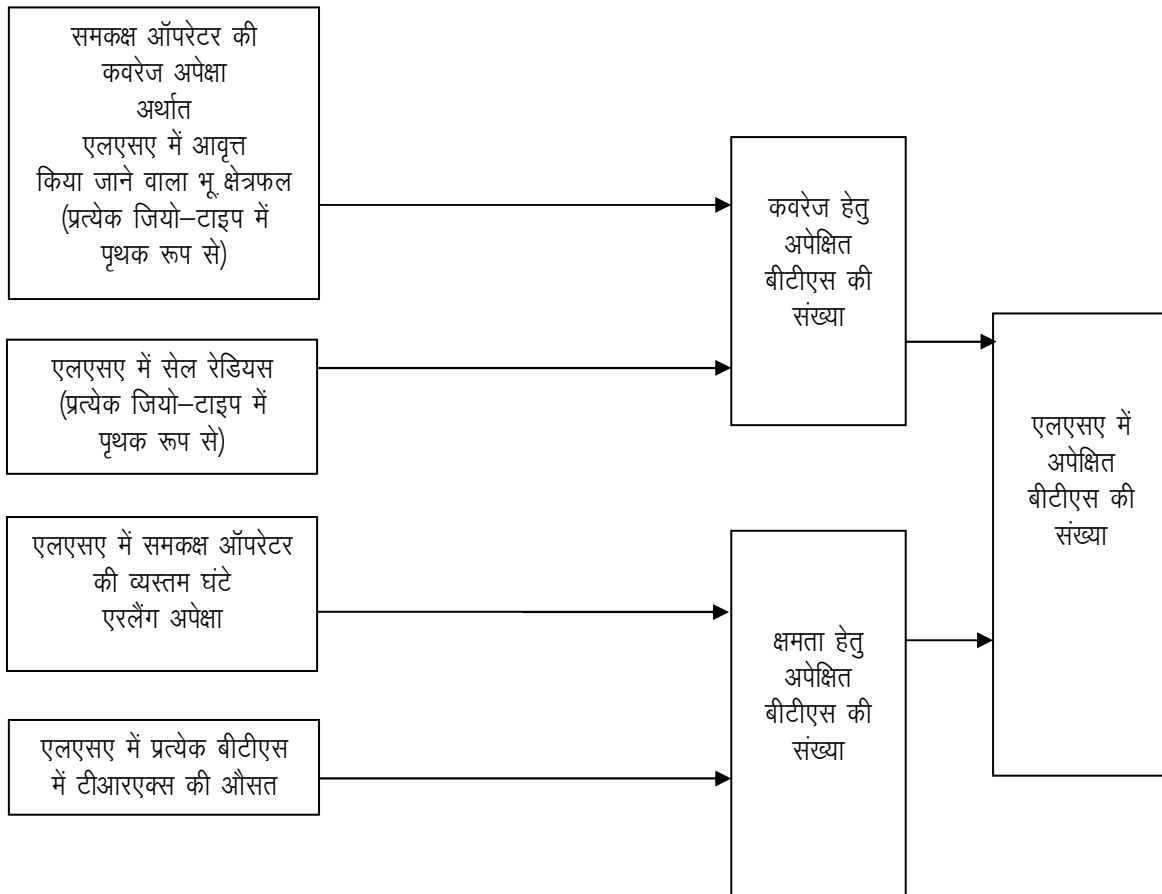 समकक्ष ऑपरेटर की
कवरेज अपेक्षा
अर्थात
एलएसए में आवृत्त
किया जाने वाला भू क्षेत्रफल
(प्रत्येक जियो–टाइप में
पृथक रूप से)
एलएसए में सेल रेडियस
(प्रत्येक जियो–टाइप में
पृथक रूप से)
एलएसए में समकक्ष ऑपरेटर
की व्यस्तम घंटे
एरलैंग अपेक्षा
एलएसए में प्रत्येक बीटीएस
में टीआरएक्स की औसत
कवरेज हेतु
अपेक्षित
बीटीएस की
संख्या
क्षमता हेतु
अपेक्षित
बीटीएस की
संख्या
एलएसए में
अपेक्षित
बीटीएस की
संख्या